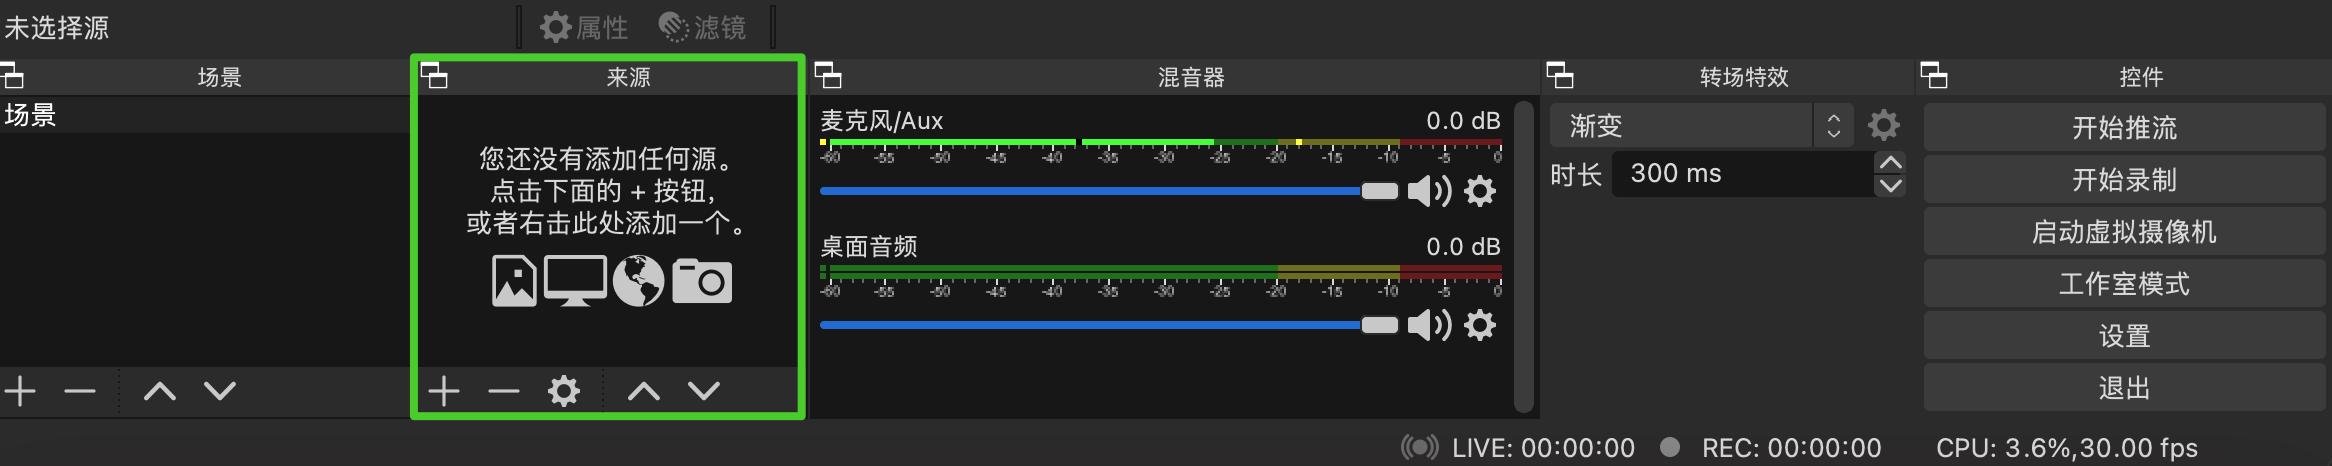 未选择源
属性
滤镜
场景
场景
来源
您还没有添加任何源。
点击下面的 + 按钮，
或者右击此处添加一个。
混音器
麦克风/Aux 0.0 dB
-60 -55 -50 -45 -40 -35 -30 -25 -20 -15 -10 -5 0
桌面音频 0.0 dB
-60 -55 -50 -45 -40 -35 -30 -25 -20 -15 -10 -5 0
转场特效
渐变
时长 300 ms
控件
开始推流
开始录制
启动虚拟摄像机
工作室模式
设置
退出
LIVE: 00:00:00 REC: 00:00:00 CPU: 3.6%,30.00 fps